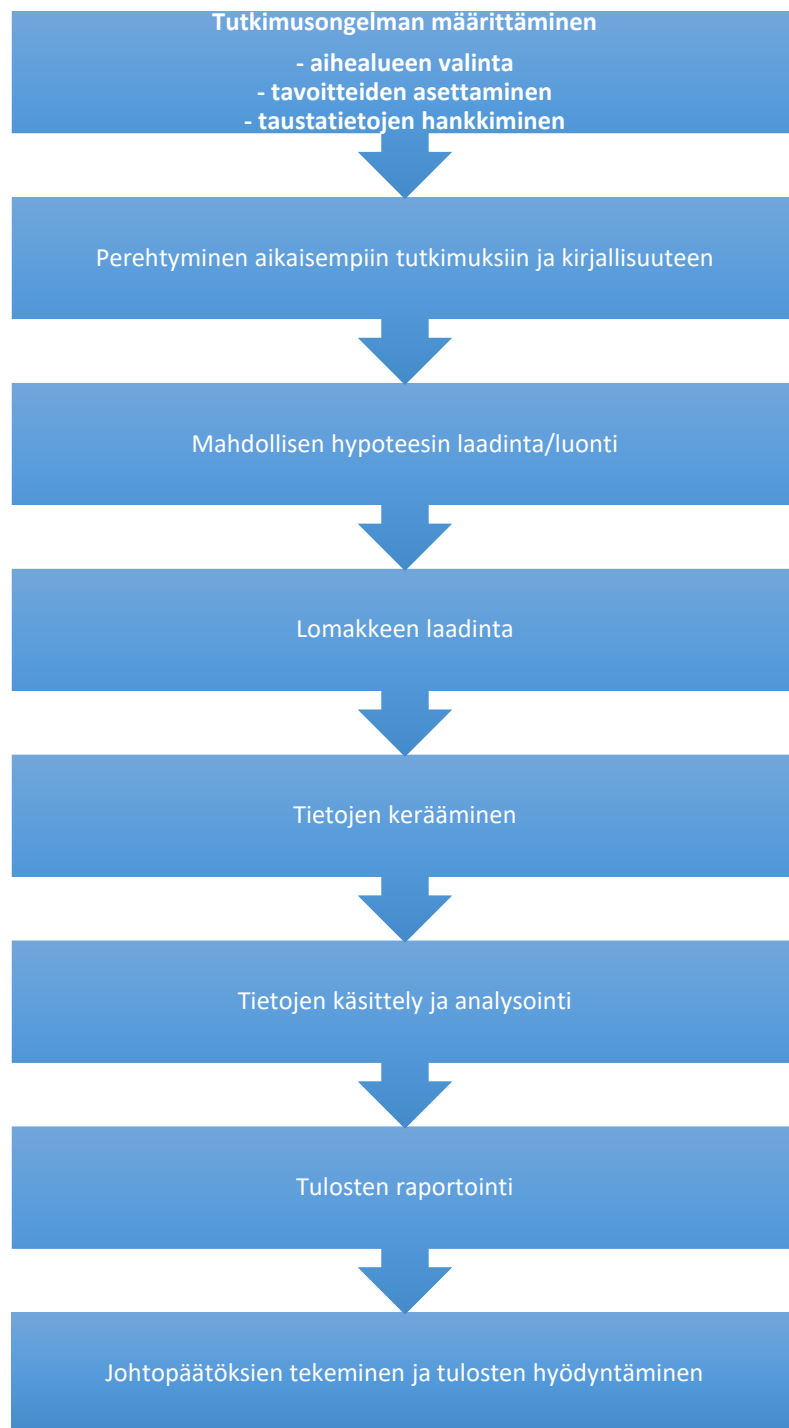 Tutkimusongelman määrittäminen
- aihealueen valinta
- tavoitteiden asettaminen
- taustatietojen hankkiminen
Perehtyminen aikaisempiin tutkimuksiin ja kirjallisuuteen
Mahdollisen hypoteesin laadinta/luonti
Lomakkeen laadinta
Tietojen kerääminen
Tietojen käsittely ja analysointi
Tulosten raportointi
Johtopäätöksien tekeminen ja tulosten hyödyntäminen